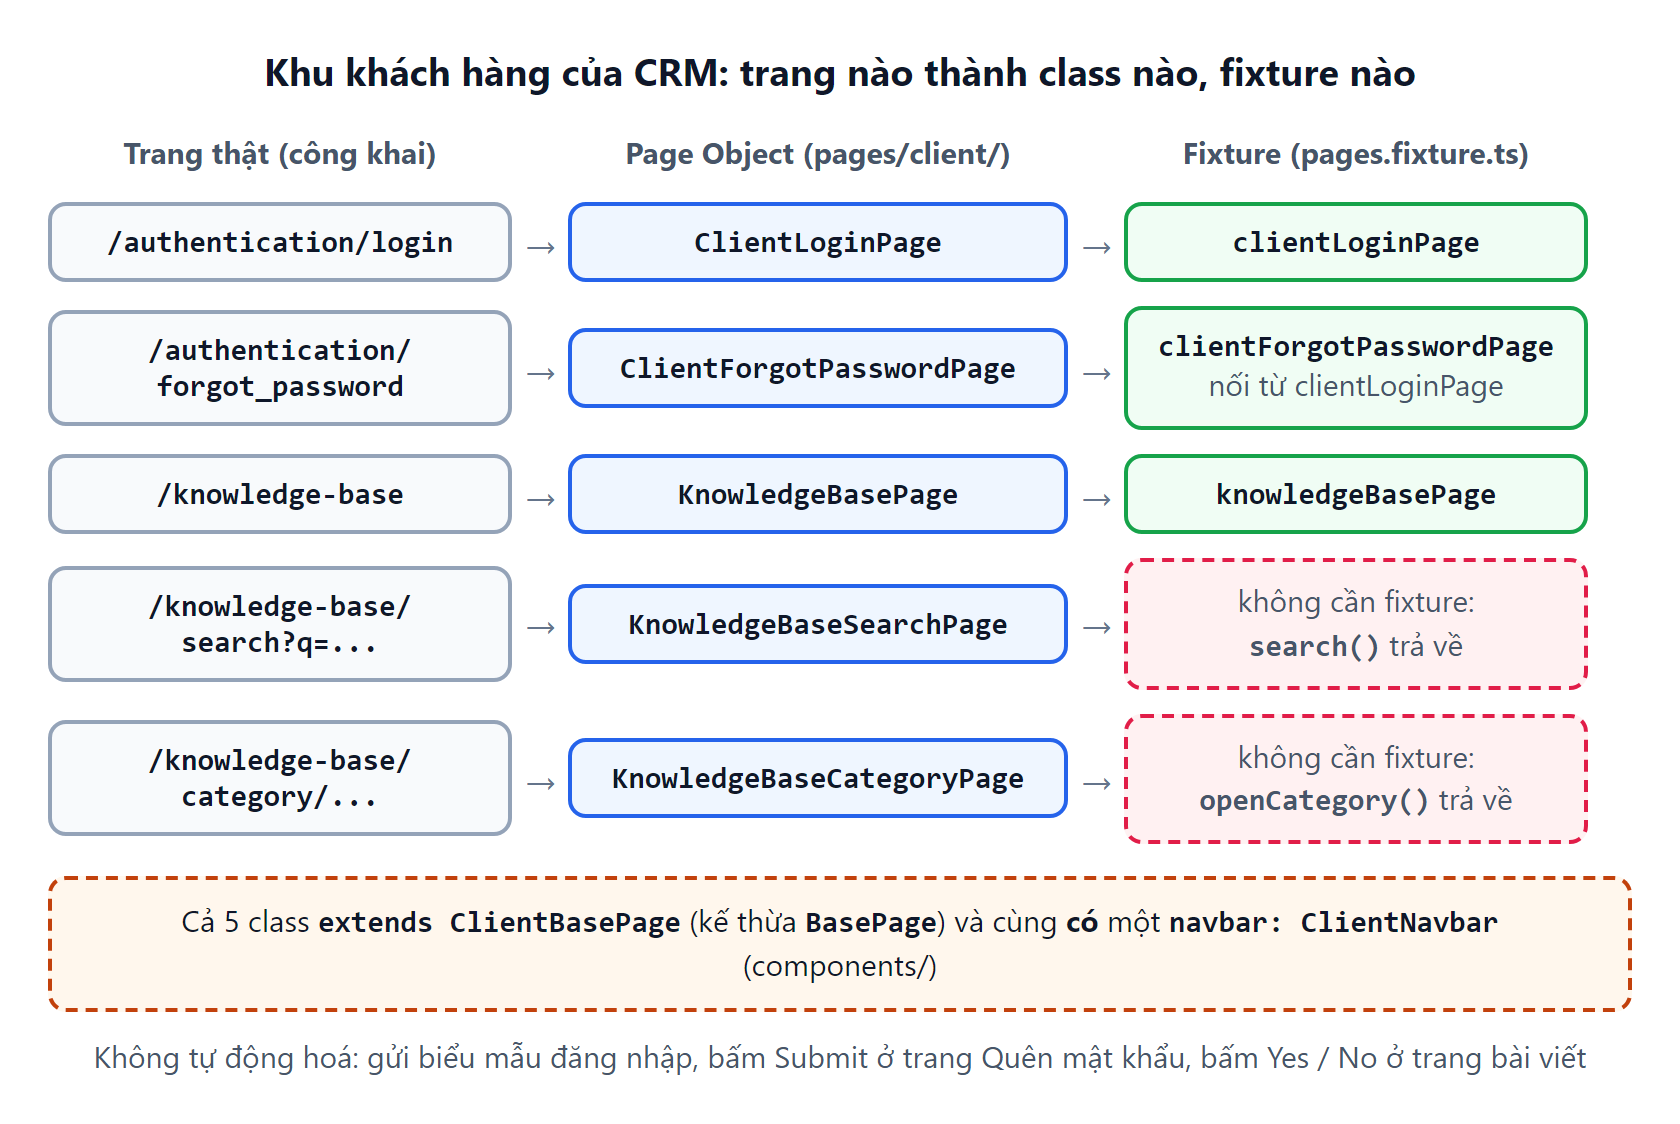 Khu khách hàng của CRM: trang nào thành class nào, fixture nào
Trang thật (công khai)
Page Object (pages/client/)
Fixture (pages.fixture.ts)
/authentication/login
→
ClientLoginPage
→
clientLoginPage
/authentication/
forgot_password
→
ClientForgotPasswordPage
→
clientForgotPasswordPage
nối từ clientLoginPage
/knowledge-base
→
KnowledgeBasePage
→
knowledgeBasePage
/knowledge-base/
search?q=...
→
KnowledgeBaseSearchPage
→
không cần fixture:
search() trả về
/knowledge-base/
category/...
→
KnowledgeBaseCategoryPage
→
không cần fixture:
openCategory() trả về
Cả 5 class extends ClientBasePage (kế thừa BasePage) và cùng có một navbar: ClientNavbar
(components/)
Không tự động hoá: gửi biểu mẫu đăng nhập, bấm Submit ở trang Quên mật khẩu, bấm Yes / No ở trang bài viết